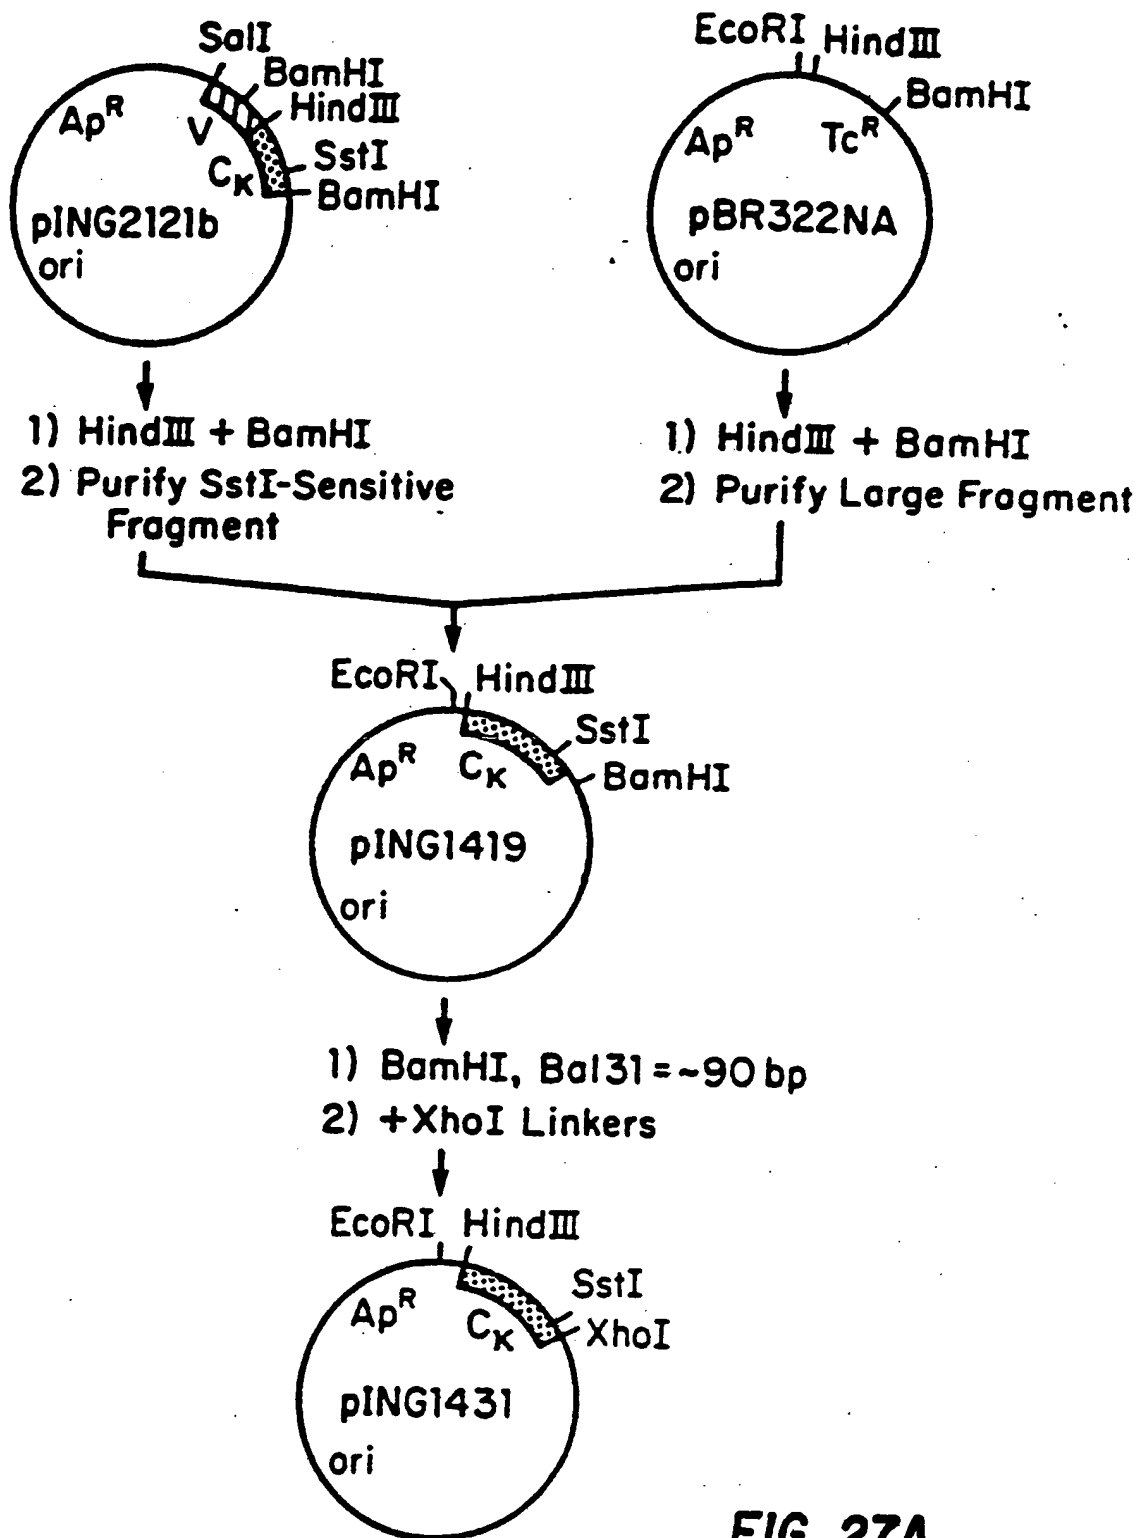 SalI
BamHI
HindIII
SstI
BamHI
Ap^R
V
C_K
pING2121b
ori
1) HindIII + BamHI
2) Purify SstI-Sensitive
Fragment
EcoRI
HindIII
BamHI
Ap^R
Tc^R
pBR322NA
ori
1) HindIII + BamHI
2) Purify Large Fragment
EcoRI
HindIII
SstI
BamHI
Ap^R
C_K
pING1419
ori
1) BamHI, Bal31 = ~90 bp
2) +XhoI Linkers
EcoRI
HindIII
SstI
XhoI
Ap^R
C_K
pING1431
ori
FIG. 27A